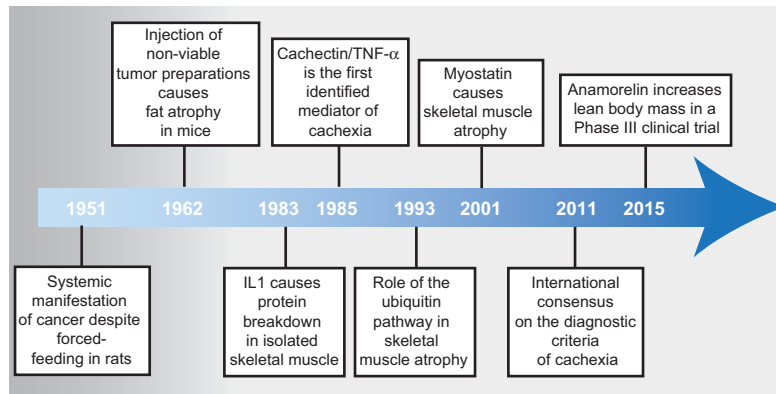 Injection of
non-viable
tumor preparations
causes
fat atrophy
in mice
Cachectin/TNF-α
is the first
identified
mediator of
cachexia
Myostatin
causes
skeletal muscle
atrophy
Anamorelin increases
lean body mass in a
Phase III clinical trial
1951 1962 1983 1985 1993 2001 2011 2015
Systemic
manifestation
of cancer despite
forced-
feeding in rats
IL1 causes
protein
breakdown
in isolated
skeletal muscle
Role of the
ubiquitin
pathway in
skeletal
muscle atrophy
International
consensus
on the diagnostic
criteria
of cachexia